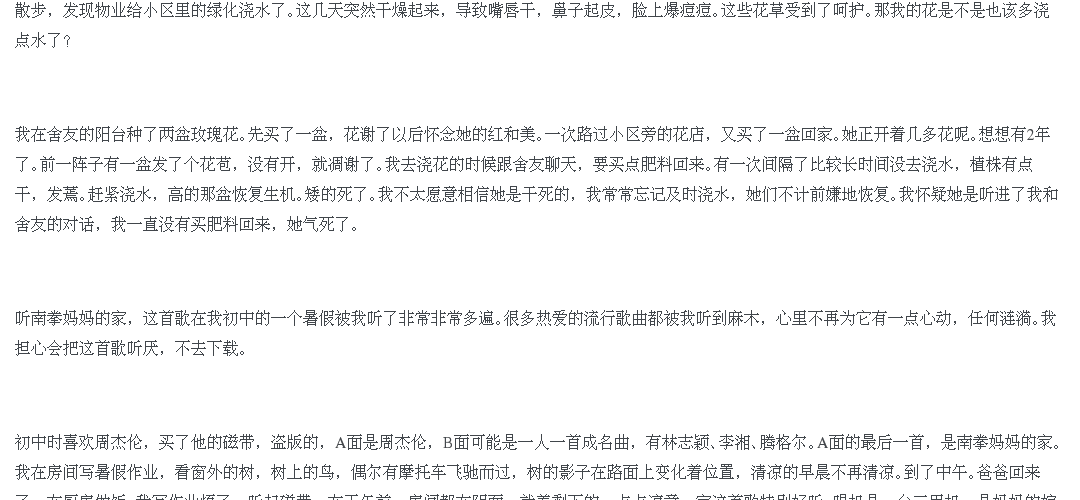 散步，发现物业给小区里的绿化浇水了。这几天突然干燥起来，导致嘴唇干，鼻子起皮，脸上爆痘痘。这些花草受到了呵护。那我的花是不是也该多浇
点水了？
我在舍友的阳台种了两盆玫瑰花。先买了一盆，花谢了以后怀念她的红和美。一次路过小区旁的花店，又买了一盆回家。她正开着几多花呢。想想有2年
了。前一阵子有一盆发了个花苞，没有开，就凋谢了。我去浇花的时候跟舍友聊天，要买点肥料回来。有一次间隔了比较长时间没去浇水，植株有点
干，发蔫。赶紧浇水，高的那盆恢复生机。矮的死了。我不太愿意相信她是干死的，我常常忘记及时浇水，她们不计前嫌地恢复。我怀疑她是听进了我和
舍友的对话，我一直没有买肥料回来，她气死了。
听南拳妈妈的家，这首歌在我初中的一个暑假被我听了非常非常多遍。很多热爱的流行歌曲都被我听到麻木，心里不再为它有一点心动，任何涟漪。我
担心会把这首歌听厌，不去下载。
初中时喜欢周杰伦，买了他的磁带，盗版的，A面是周杰伦，B面可能是一人一首成名曲，有林志颖、李湘、腾格尔。A面的最后一首，是南拳妈妈的家。
我在房间写暑假作业，看窗外的树，树上的鸟，偶尔有摩托车飞驰而过，树的影子在路面上变化着位置，清凉的早晨不再清凉。到了中午。爸爸回来